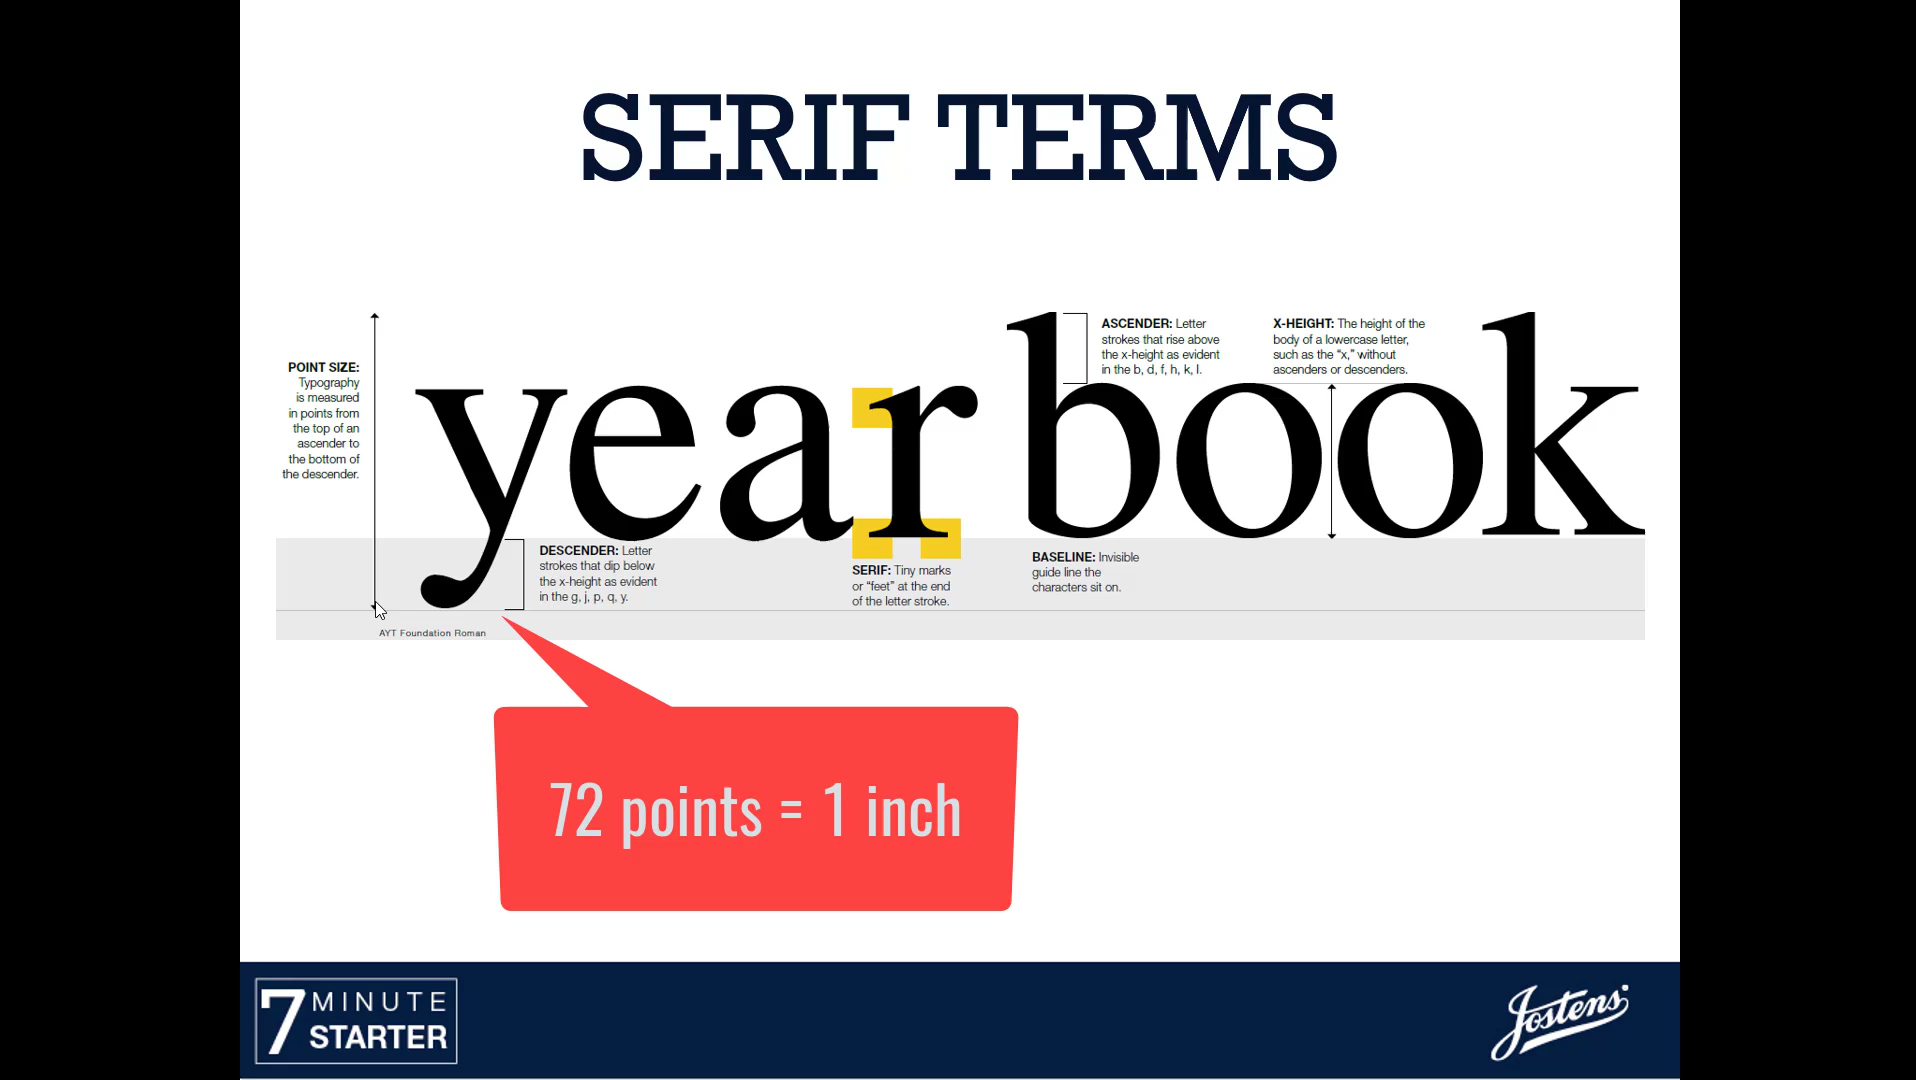 SERIF TERMS
POINT SIZE:
Typography
is measured
in points from
the top of an
ascender to
the bottom of
the descender.
yearbook
ASCENDER: Letter
strokes that rise above
the x-height as evident
in the b, d, f, h, k, l.
X-HEIGHT: The height of the
body of a lowercase letter,
such as the “x,” without
ascenders or descenders.
DESCENDER: Letter
strokes that dip below
the x-height as evident
in the g, j, p, q, y.
SERIF: Tiny marks
or “feet” at the end
of the letter stroke.
BASELINE: Invisible
guide line the
characters sit on.
AYT Foundation Roman
72 points = 1 inch
7 MINUTE
STARTER
Jostens